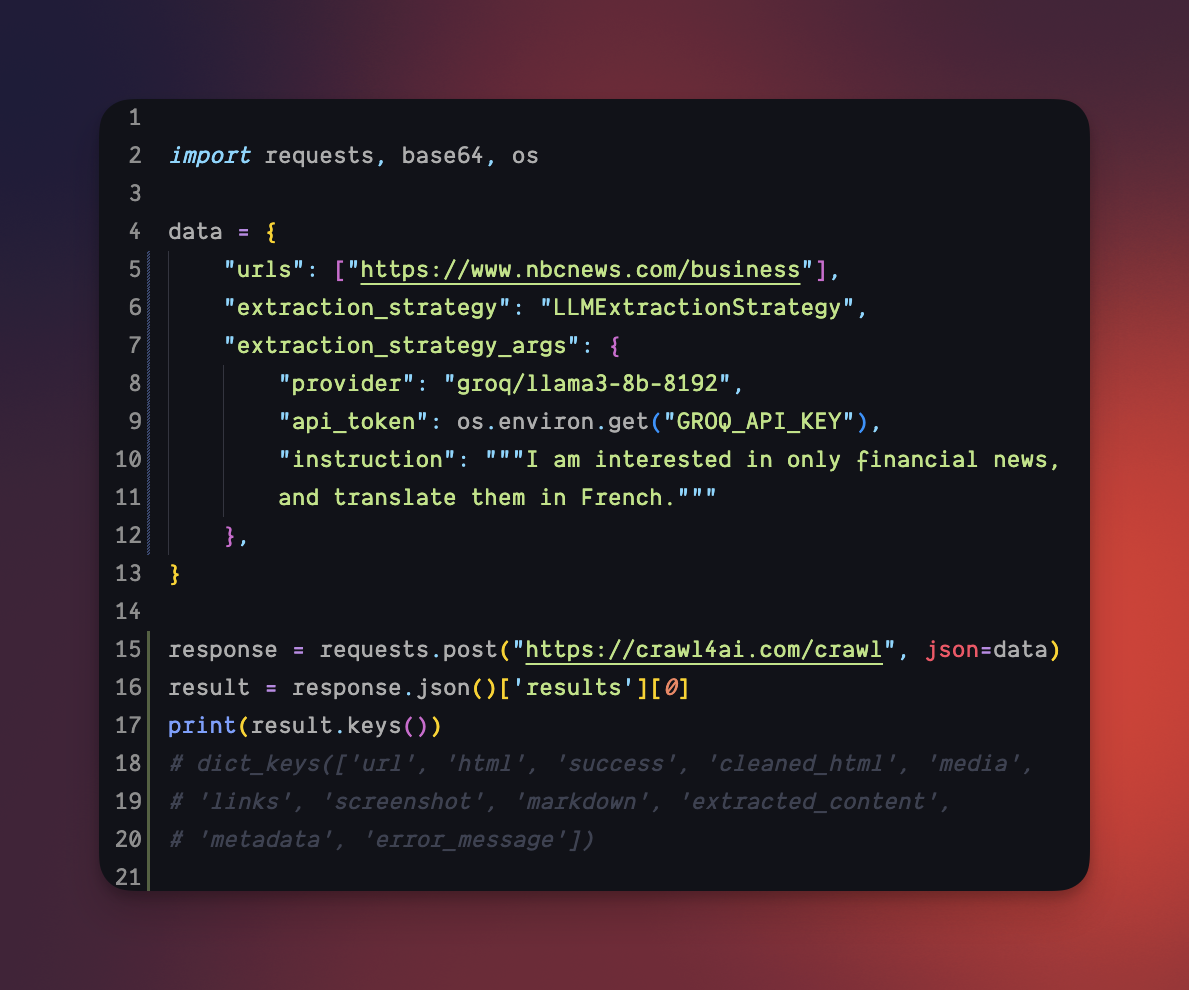 1
2 import requests, base64, os
3
4 data = {
5     "urls": ["https://www.nbcnews.com/business"],
6     "extraction_strategy": "LLMExtractionStrategy",
7     "extraction_strategy_args": {
8         "provider": "groq/llama3-8b-8192",
9         "api_token": os.environ.get("GROQ_API_KEY"),
10         "instruction": """I am interested in only financial news,
11         and translate them in French."""
12     },
13 }
14
15 response = requests.post("https://crawl4ai.com/crawl", json=data)
16 result = response.json()['results'][0]
17 print(result.keys())
18 # dict_keys(['url', 'html', 'success', 'cleaned_html', 'media',
19 # 'links', 'screenshot', 'markdown', 'extracted_content',
20 # 'metadata', 'error_message'])
21